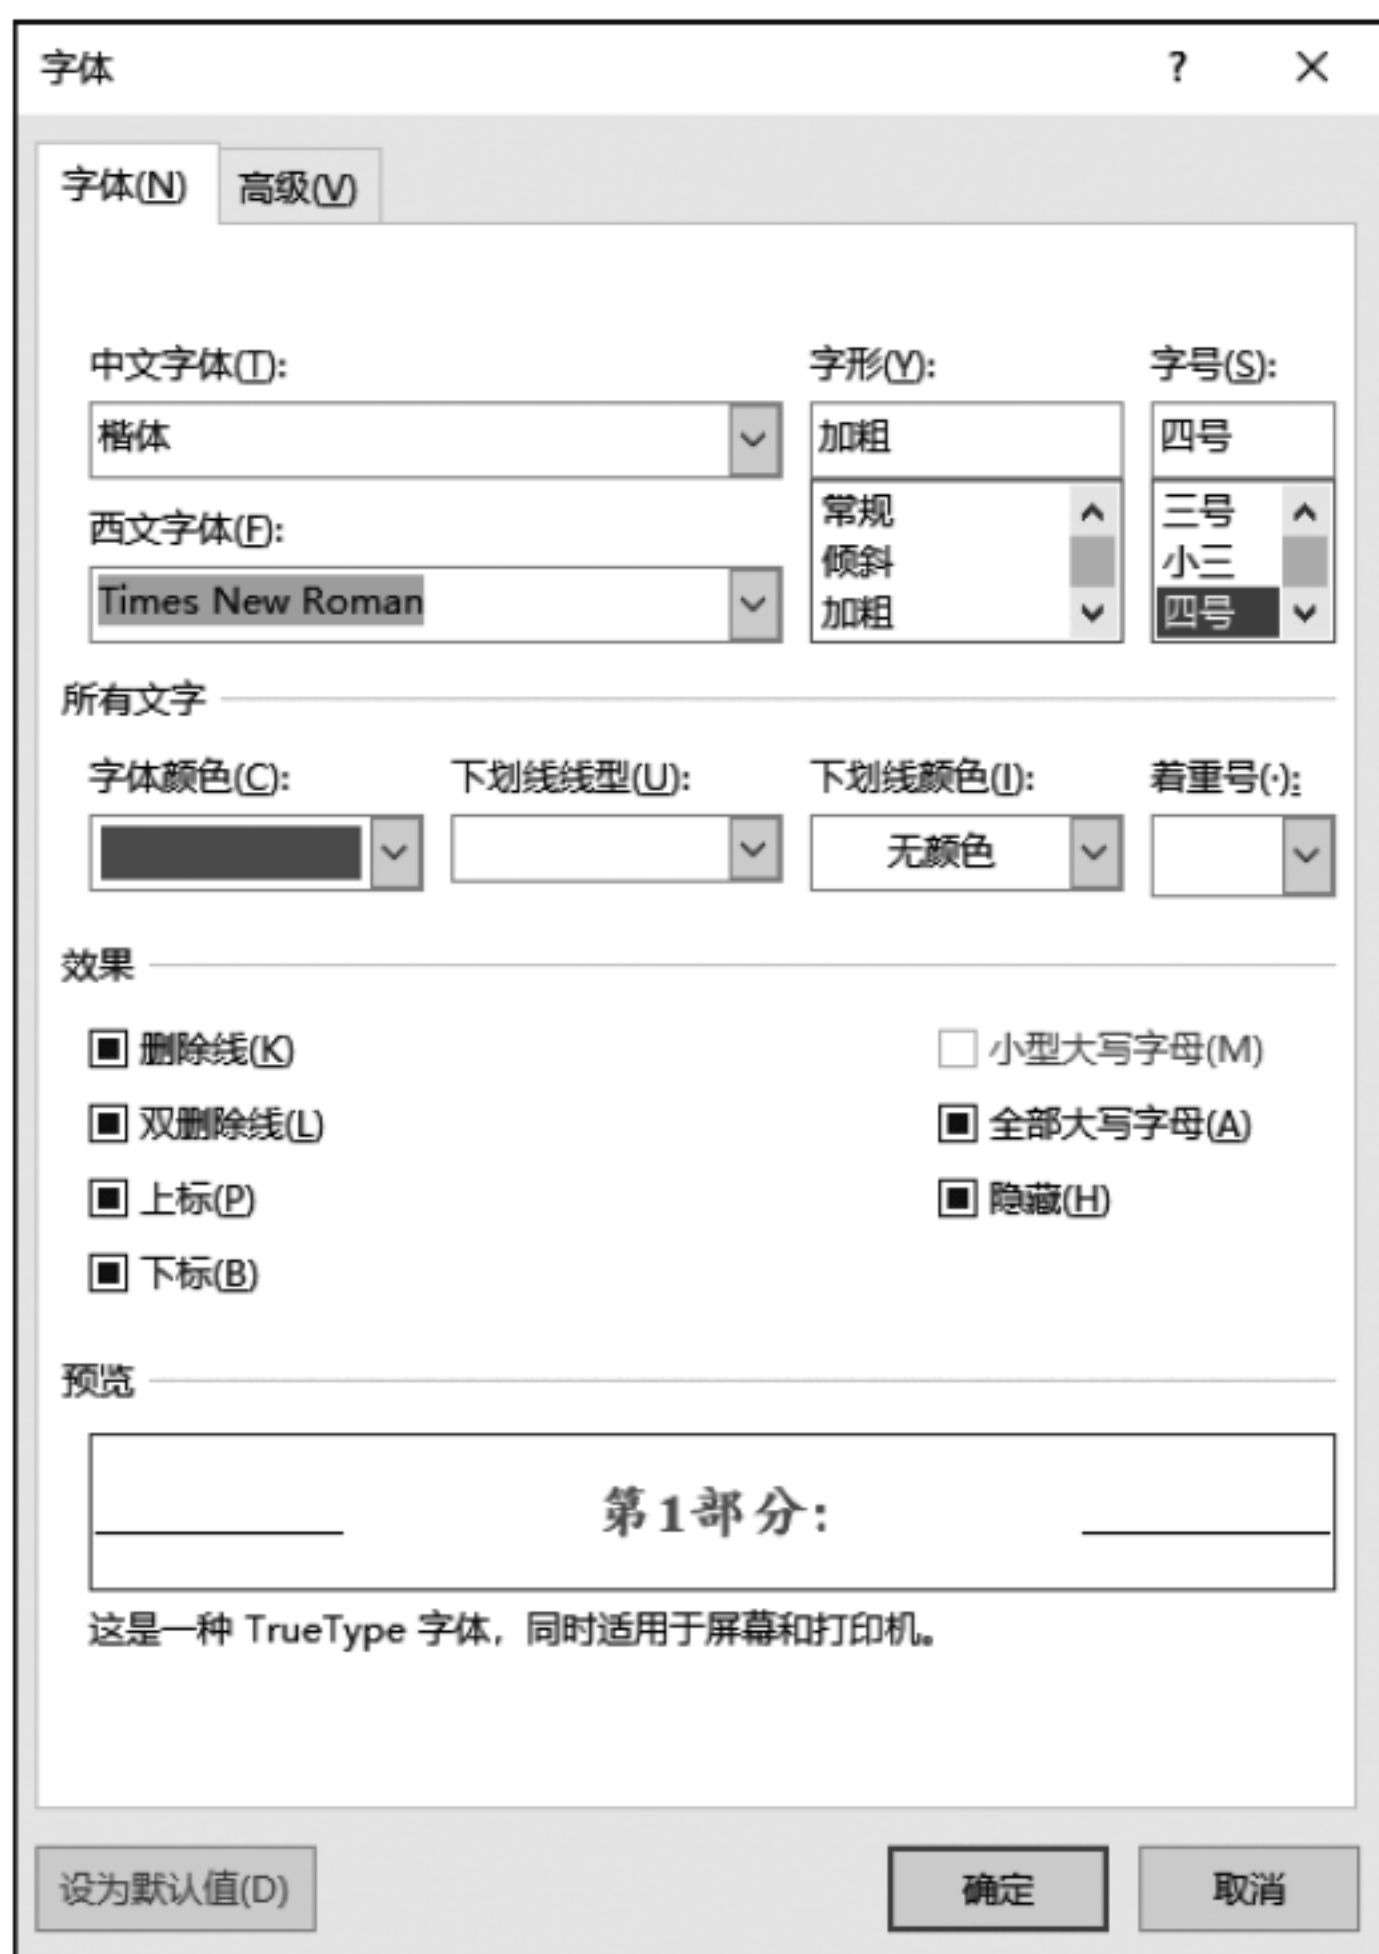 字体 ?
字体(N) 高级(V)
中文字体(T): 字形(Y): 字号(S):
楷体 加粗 四号
常规 三号
西文字体(F): 倾斜 小三
Times New Roman 加粗 四号
所有文字
字体颜色(C): 下划线线型(U): 下划线颜色(I): 着重号(·):
无颜色
效果
删除线(K) 小型大写字母(M)
双删除线(L) 全部大写字母(A)
上标(P) 隐藏(H)
下标(B)
预览
第1部分:
这是一种 TrueType 字体，同时适用于屏幕和打印机。
设为默认值(D) 确定 取消